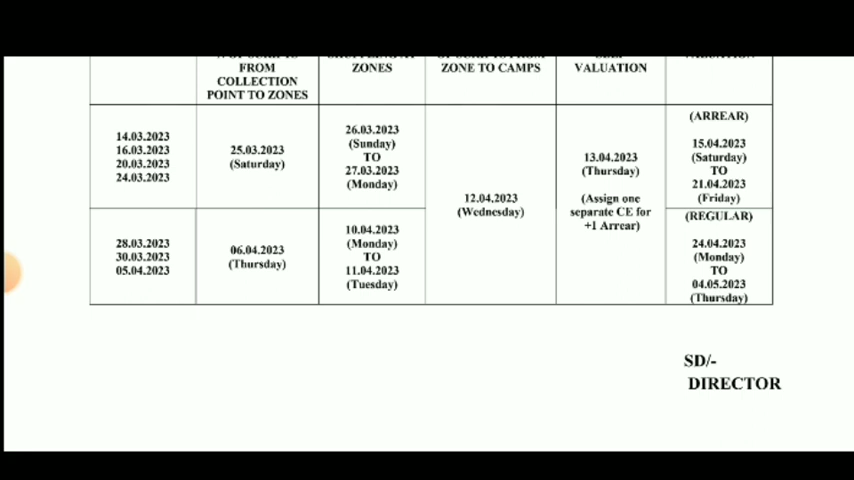 FROM
COLLECTION
POINT TO ZONES
ZONES
ZONE TO CAMPS
VALUATION
14.03.2023
16.03.2023
20.03.2023
24.03.2023
25.03.2023
(Saturday)
26.03.2023
(Sunday)
TO
27.03.2023
(Monday)
12.04.2023
(Wednesday)
13.04.2023
(Thursday)
(Assign one
separate CE for
+1 Arrear)
(ARREAR)
15.04.2023
(Saturday)
TO
21.04.2023
(Friday)
28.03.2023
30.03.2023
05.04.2023
06.04.2023
(Thursday)
10.04.2023
(Monday)
TO
11.04.2023
(Tuesday)
(REGULAR)
24.04.2023
(Monday)
TO
04.05.2023
(Thursday)
SD/-
DIRECTOR